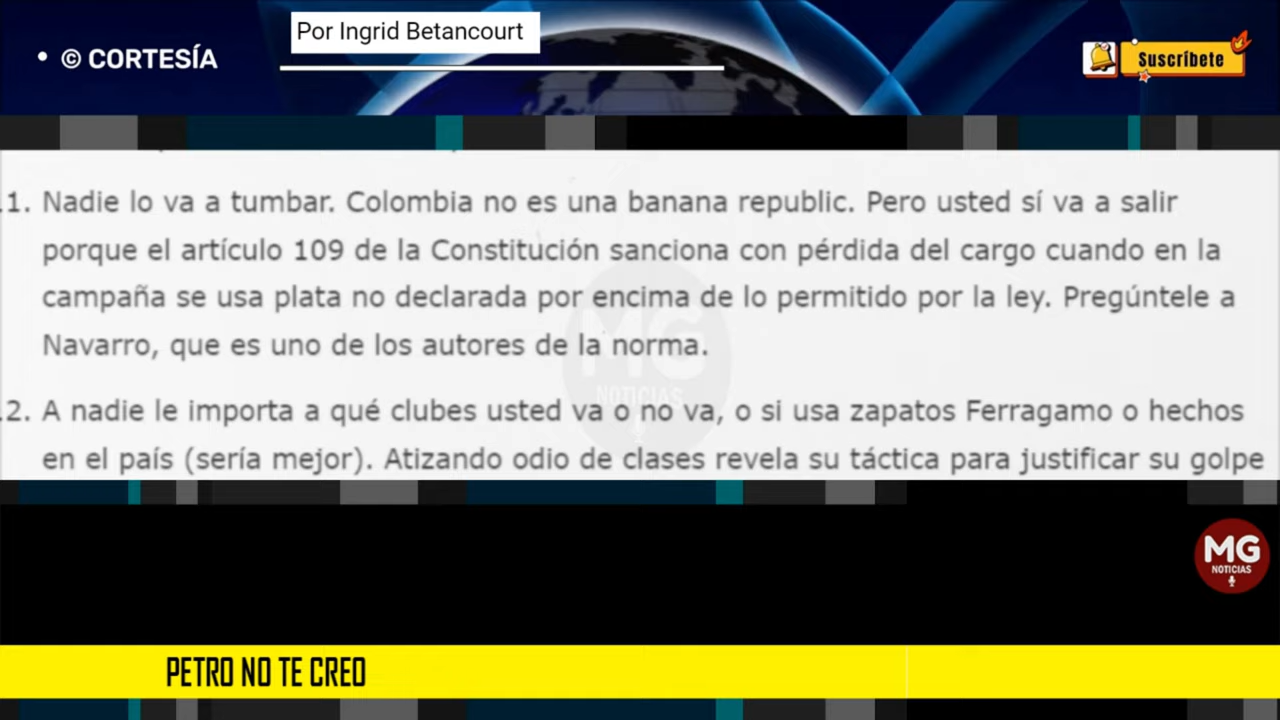 Por Ingrid Betancourt
• © CORTESÍA
Suscríbete
.1. Nadie lo va a tumbar. Colombia no es una banana republic. Pero usted sí va a salir
porque el artículo 109 de la Constitución sanciona con pérdida del cargo cuando en la
campaña se usa plata no declarada por encima de lo permitido por la ley. Pregúntele a
Navarro, que es uno de los autores de la norma.
.2. A nadie le importa a qué clubes usted va o no va, o si usa zapatos Ferragamo o hechos
en el país (sería mejor). Atizando odio de clases revela su táctica para justificar su golpe
MG
NOTICIAS
MG
NOTICIAS
PETRO NO TE CREO